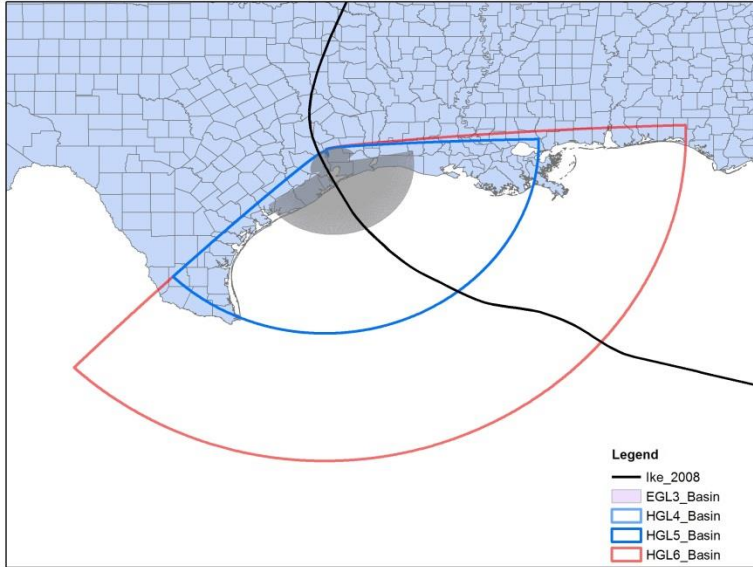 Legend
Ike_2008
EGL3_Basin
HGL4_Basin
HGL5_Basin
HGL6_Basin